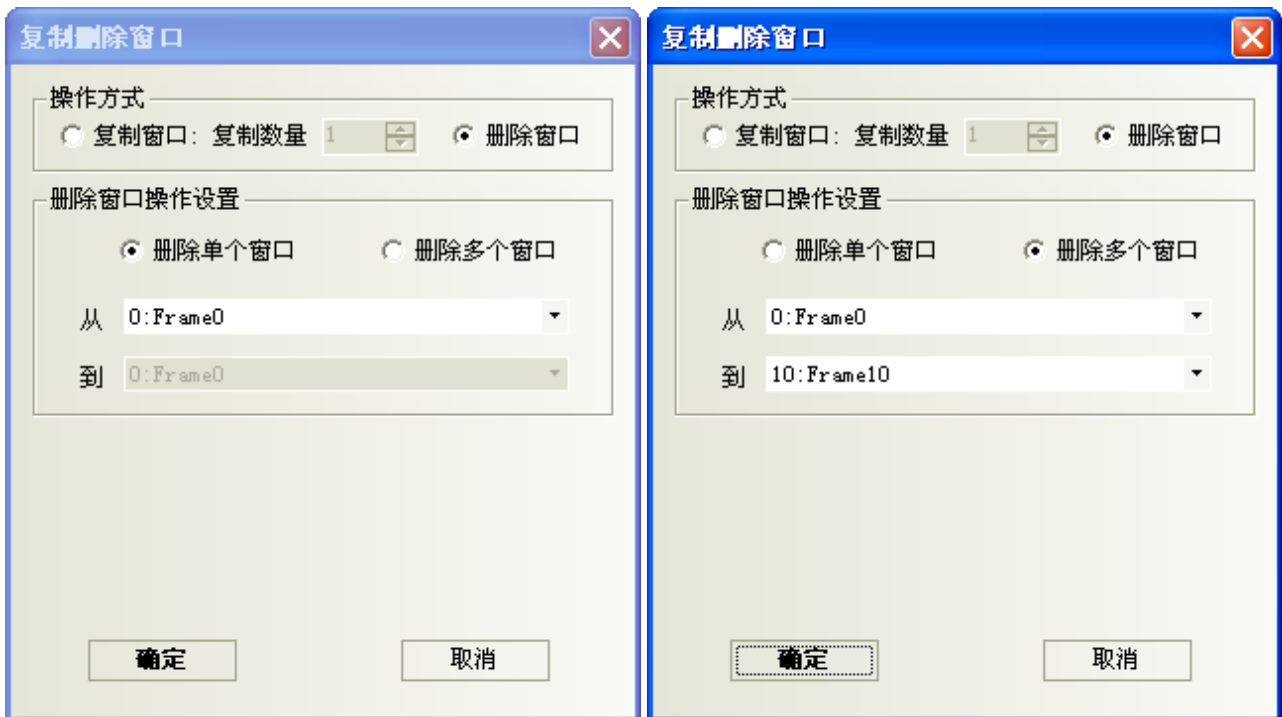 复制删除窗口
操作方式
复制窗口: 复制数量 1 删除窗口
删除窗口操作设置
删除单个窗口 删除多个窗口
从 0:Frame0
到 0:Frame0
确定 取消
复制删除窗口
操作方式
复制窗口: 复制数量 1 删除窗口
删除窗口操作设置
删除单个窗口 删除多个窗口
从 0:Frame0
到 10:Frame10
确定 取消